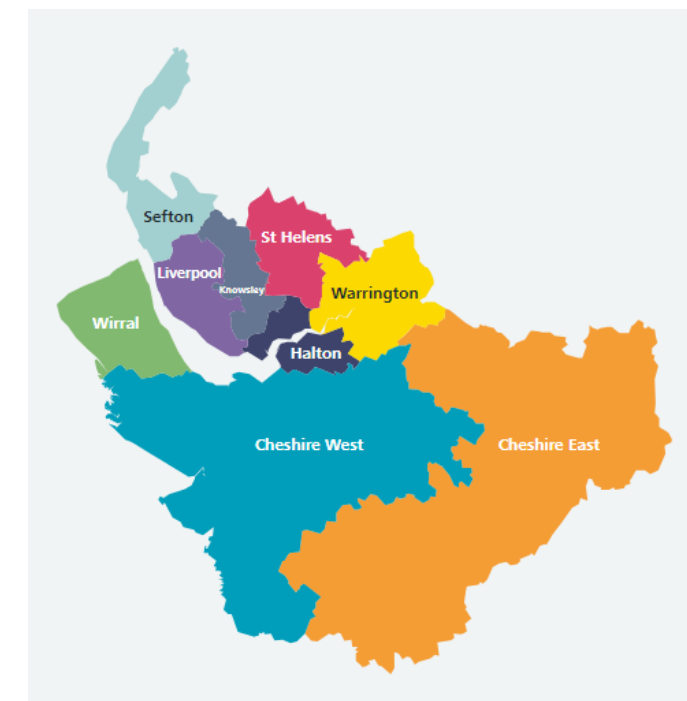 Sefton
St Helens
Liverpool
Knowsley
Warrington
Wirral
Halton
Cheshire West
Cheshire East